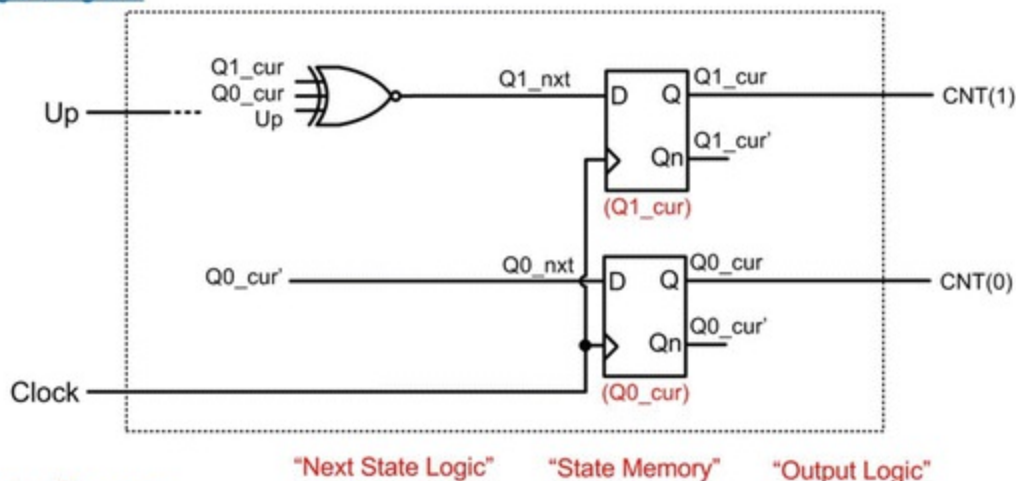 Q1_cur
Q0_cur
Up
Up
Q1_nxt
D
Q
Q1_cur
CNT(1)
Qn
Q1_cur'
(Q1_cur)
Q0_cur'
Q0_nxt
D
Q
Q0_cur
CNT(0)
Qn
Q0_cur'
(Q0_cur)
Clock
"Next State Logic"
"State Memory"
"Output Logic"